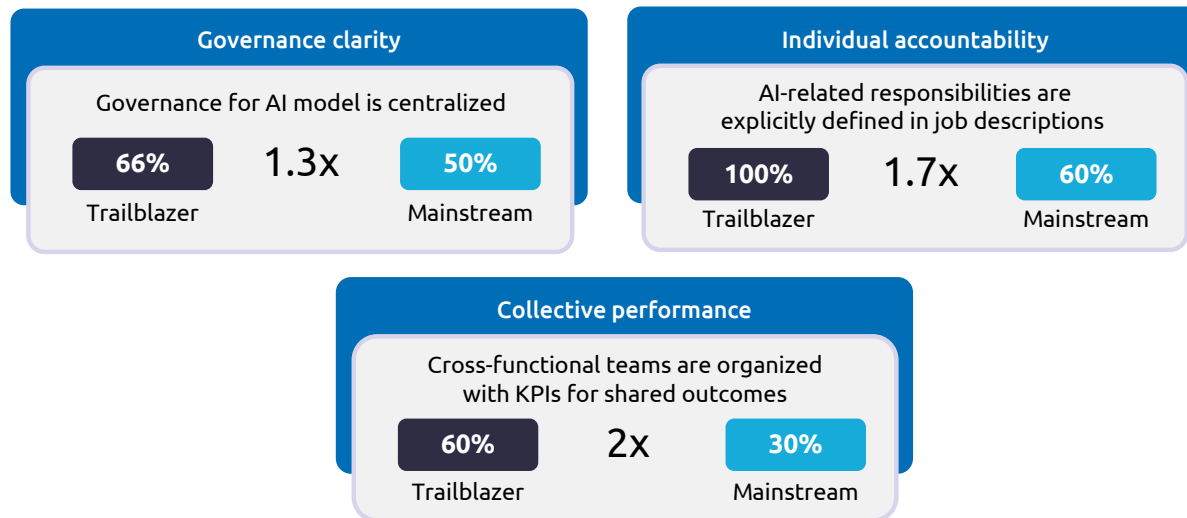 Governance clarity
Governance for AI model is centralized
66% 1.3x 50%
Trailblazer Mainstream
Individual accountability
AI-related responsibilities are
explicitly defined in job descriptions
100% 1.7x 60%
Trailblazer Mainstream
Collective performance
Cross-functional teams are organized
with KPIs for shared outcomes
60% 2x 30%
Trailblazer Mainstream